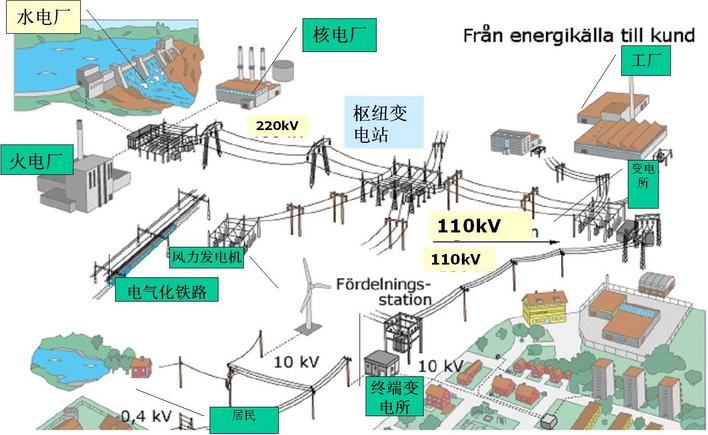 水电厂
核电厂
Från energikälla till kund
工厂
220kV
枢纽变
电站
火电厂
变电
所
110kV
风力发电机
110kV
电气化铁路
Fördelnings-
station
10 kV
10 kV
终端变
电所
0,4 kV
居民